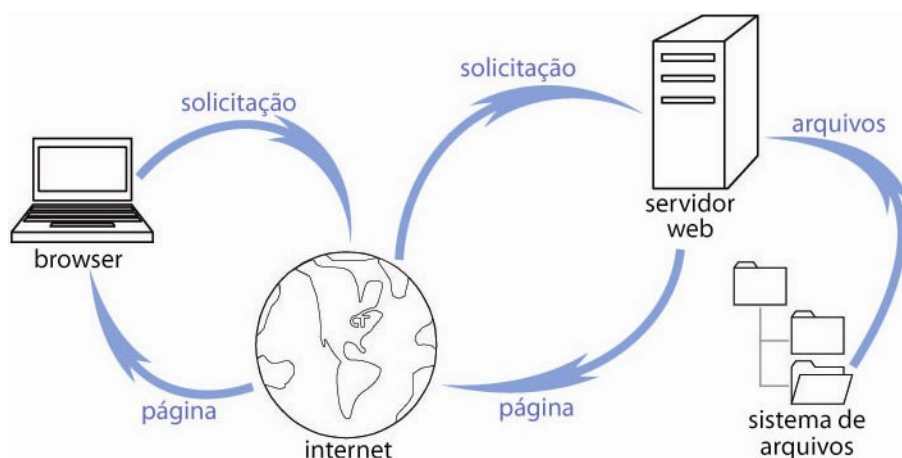 solicitação
solicitação
arquivos
servidor
web
browser
página
página
internet
sistema de
arquivos